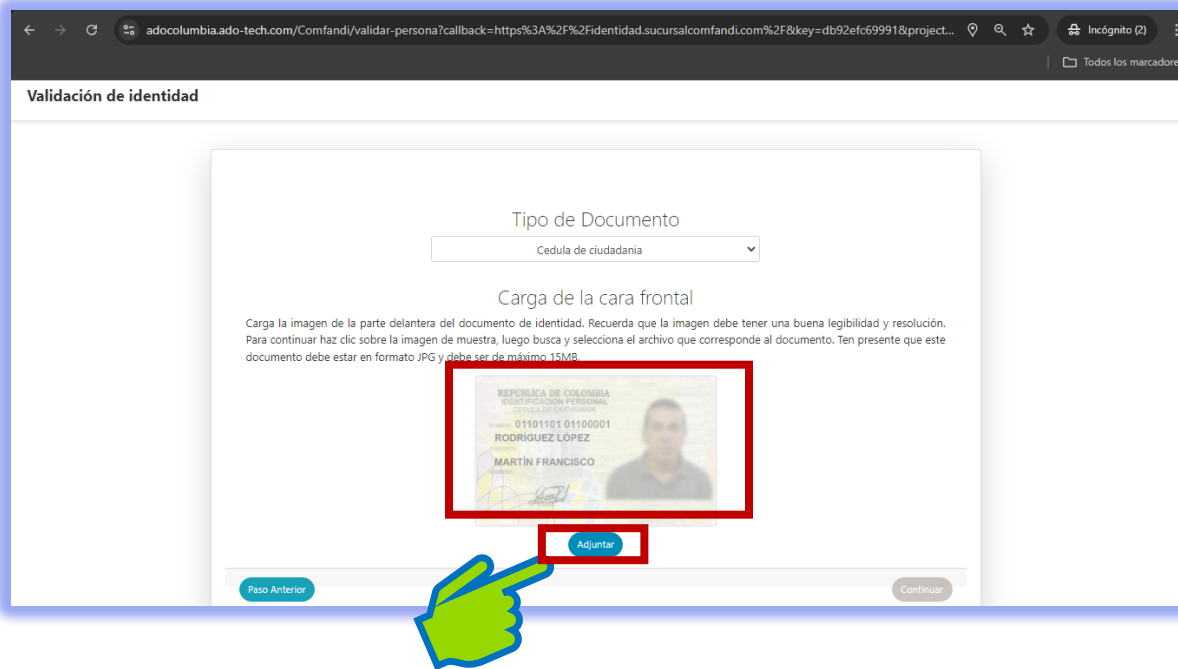 adocolumbia.ado-tech.com/Comfandi/validar-persona?callback=https%3A%2F%2Fidentidad.sucursalcomfandi.com%2F&key=db92efc69991&project...
Incógnito (2)
Todos los marcadores
Validación de identidad
Tipo de Documento
Cedula de ciudadania
Carga de la cara frontal
Carga la imagen de la parte delantera del documento de identidad. Recuerda que la imagen debe tener una buena legibilidad y resolución.
Para continuar haz clic sobre la imagen de muestra, luego busca y selecciona el archivo que corresponde al documento. Ten presente que este
documento debe estar en formato JPG y debe ser de máximo 15MB.
REPUBLICA DE COLOMBIA
IDENTIFICACION PERSONAL
CEDULA DE CIUDADANIA
01101101 01100001
RODRÍGUEZ LÓPEZ
MARTÍN FRANCISCO
Adjuntar
Paso Anterior
Continuar